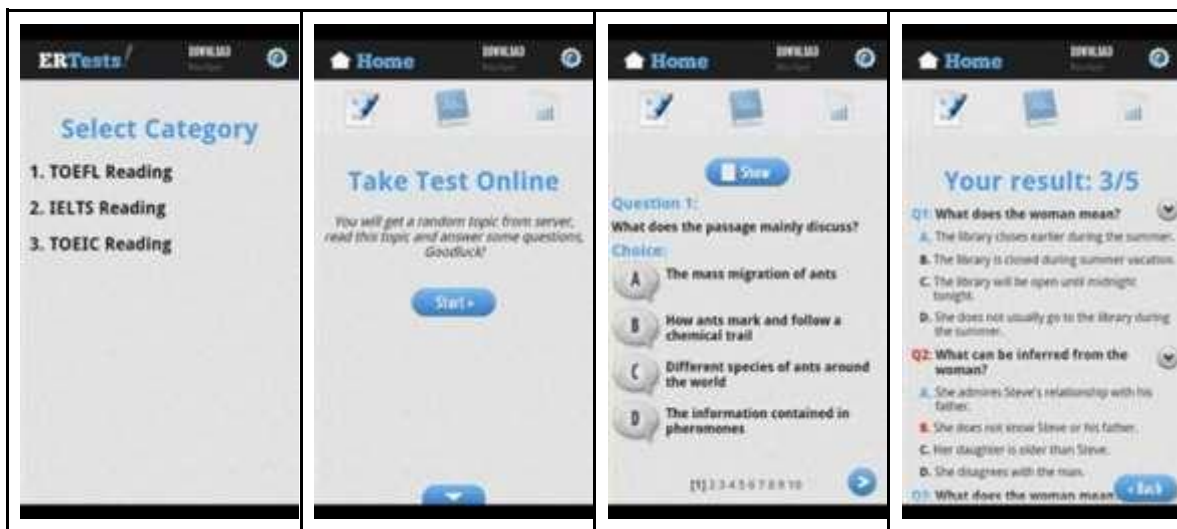 ERTests!
DOWNLOAD
Select Category
1. TOEFL Reading
2. IELTS Reading
3. TOEIC Reading
Home
DOWNLOAD
Take Test Online
You will get a random topic from server,
read this topic and answer some questions,
Goodluck!
Start
Home
DOWNLOAD
Show
Question 1:
What does the passage mainly discuss?
Choice:
A The mass migration of ants
B How ants mark and follow a
chemical trail
C Different species of ants around
the world
D The information contained in
pheromones
[1] 2 3 4 5 6 7 8 9 10
Home
DOWNLOAD
Your result: 3/5
Q1: What does the woman mean?
A. The library closes earlier during the summer.
B. The library is closed during summer vacation.
C. The library will be open until midnight
tonight.
D. She does not usually go to the library during
the summer.
Q2: What can be inferred from the
woman?
A. She admires Steve's relationship with his
father.
B. She does not know Steve or his father.
C. Her daughter is older than Steve.
D. She disagrees with the man.
Q3: What does the woman mean
Back